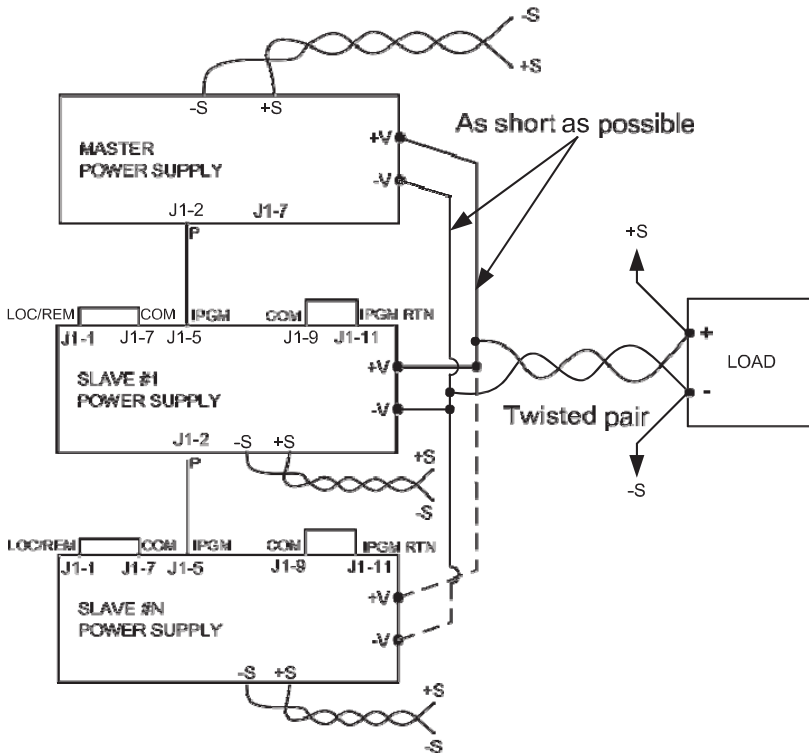 -S
+S
-S +S
MASTER
POWER SUPPLY
+V
-V
As short as possible
J1-2 J1-7
P
LOC/REM COM IPGM COM IPGM RTN
J1-1 J1-7 J1-5 J1-9 J1-11
SLAVE #1
POWER SUPPLY
+V
-V
J1-2
P
-S +S
+S
-S
+S
+
LOAD
-
Twisted pair
-S
LOC/REM COM IPGM COM IPGM RTN
J1-1 J1-7 J1-5 J1-9 J1-11
SLAVE #N
POWER SUPPLY
+V
-V
-S +S
+S
-S